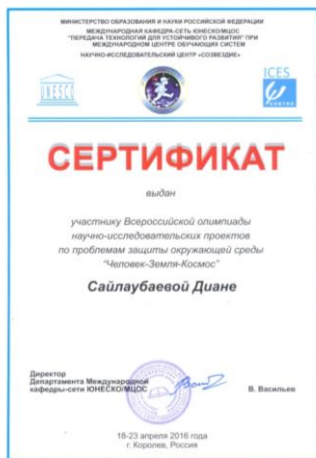 МИНИСТЕРСТВО ОБРАЗОВАНИЯ И НАУКИ РОССИЙСКОЙ ФЕДЕРАЦИИ
МЕЖДУНАРОДНАЯ КАФЕДРА-СЕТЬ ЮНЕСКО/МЦОС
"ПЕРЕДАЧА ТЕХНОЛОГИЙ ДЛЯ УСТОЙЧИВОГО РАЗВИТИЯ" ПРИ
МЕЖДУНАРОДНОМ ЦЕНТРЕ ОБУЧАЮЩИХ СИСТЕМ
НАУЧНО-ИССЛЕДОВАТЕЛЬСКИЙ ЦЕНТР «СОЗВЕЗДИЕ»
UNESCO
ICES
CENTRE
СЕРТИФИКАТ
выдан
участнику Всероссийской олимпиады
научно-исследовательских проектов
по проблемам защиты окружающей среды
"Человек-Земля-Космос"
Сайлаубаевой Диане
Директор
Департамента Международной
кафедры-сети ЮНЕСКО/МЦОС
В. Васильев
18-23 апреля 2016 года
г. Королев, Россия